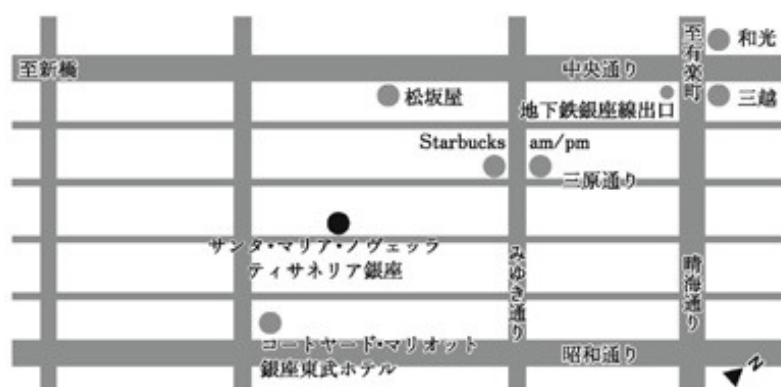 至有楽町
和光
至新橋
中央通り
松坂屋
地下鉄銀座線出口
三越
Starbucks
am/pm
三原通り
サンタ・マリア・ノヴェッラ
ティサネリア銀座
みゆき通り
晴海通り
コートヤード・マリオット
銀座東武ホテル
昭和通り
N